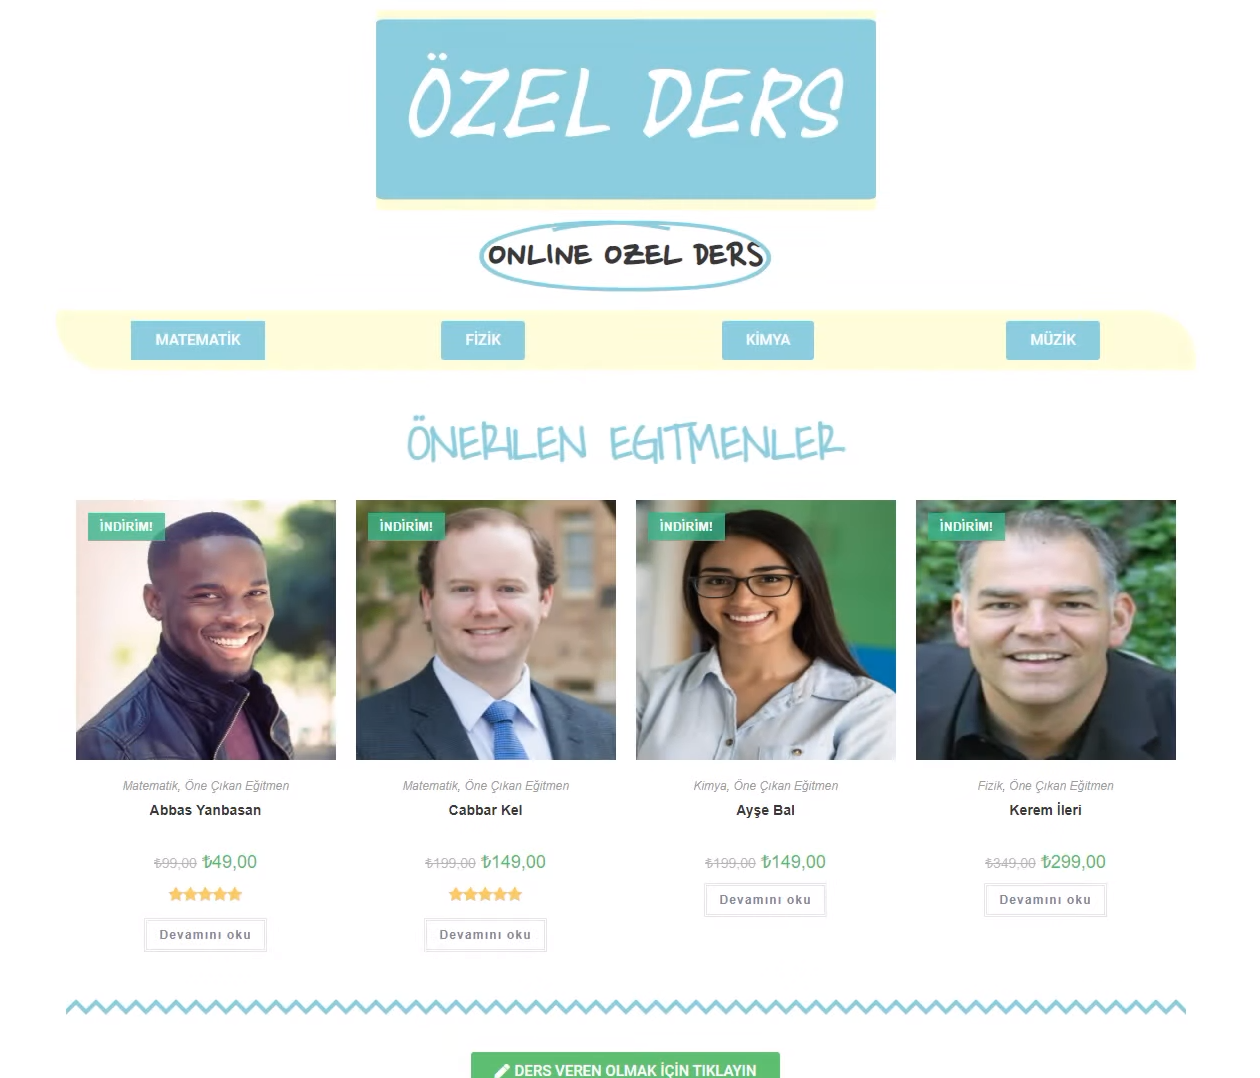 ÖZEL DERS
ONLINE OZEL DERS
MATEMATİK FİZİK KİMYA MÜZİK
ÖNERILEN EGITMENLER
İNDİRİM! İNDİRİM! İNDİRİM! İNDİRİM!
Matematik, Öne Çıkan Eğitmen Matematik, Öne Çıkan Eğitmen Kimya, Öne Çıkan Eğitmen Fizik, Öne Çıkan Eğitmen
Abbas Yanbasan Cabbar Kel Ayşe Bal Kerem İleri
₺99,00 ₺49,00 ₺199,00 ₺149,00 ₺199,00 ₺149,00 ₺349,00 ₺299,00
Devamını oku Devamını oku
Devamını oku Devamını oku
DERS VEREN OLMAK İÇİN TIKLAYIN